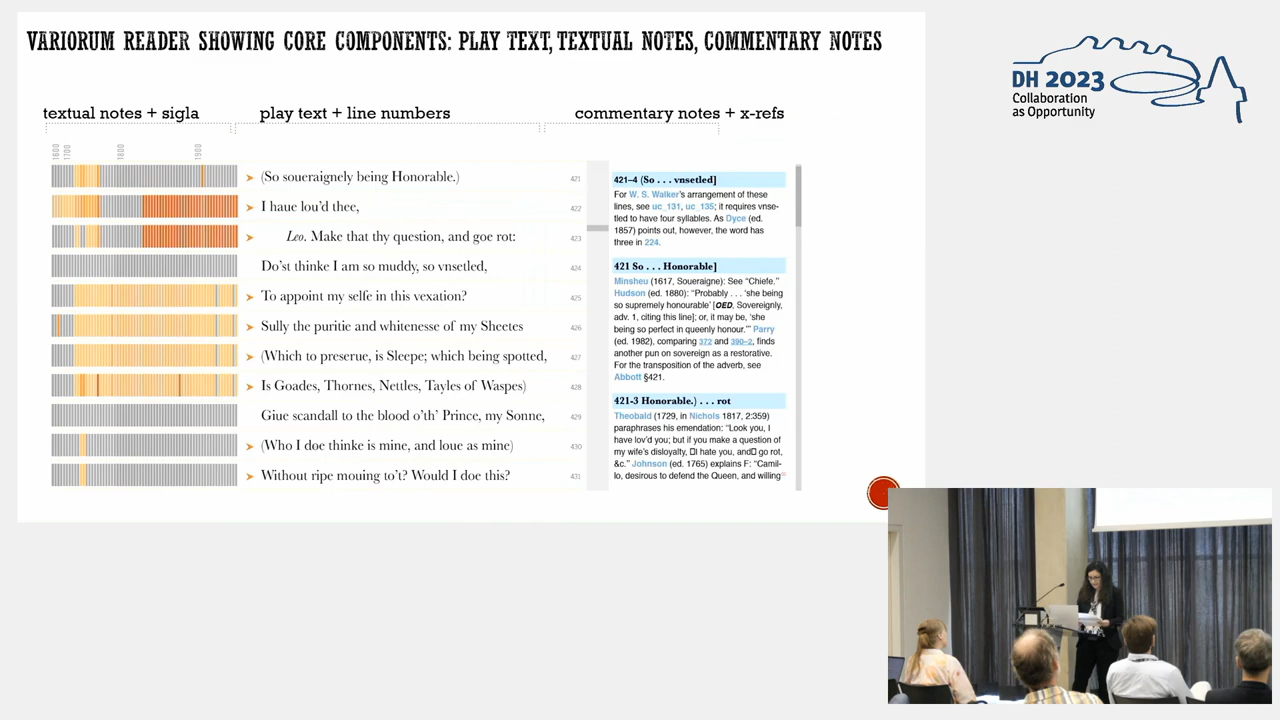 VARIORUM READER SHOWING CORE COMPONENTS: PLAY TEXT, TEXTUAL NOTES, COMMENTARY NOTES
DH 2023
Collaboration
as Opportunity
textual notes + sigla
play text + line numbers
commentary notes + x-refs
1600
1700
1800
1900
(So soueraignely being Honorable.) 421
I haue lou'd thee, 422
Leo. Make that thy question, and goe rot: 423
Do'st thinke I am so muddy, so vnsetled, 424
To appoint my selfe in this vexation? 425
Sully the puritie and whitenesse of my Sheetes 426
(Which to preserue, is Sleepe; which being spotted, 427
Is Goades, Thornes, Nettles, Tayles of Waspes) 428
Giue scandall to the blood o'th' Prince, my Sonne, 429
(Who I doe thinke is mine, and loue as mine) 430
Without ripe mouing to't? Would I doe this? 431
421–4 (So . . . vnsetled]
For W. S. Walker's arrangement of these
lines, see uc_131, uc_135; it requires vnse-
tled to have four syllables. As Dyce (ed.
1857) points out, however, the word has
three in 224.
421 So . . . Honorable]
Minsheu (1617, Soueraigne): See “Chiefe.”
Hudson (ed. 1880): “Probably . . . ‘she being
so supremely honourable’ [OED, Sovereignly,
adv. 1, citing this line]; or, it may be, ‘she
being so perfect in queenly honour.’” Parry
(ed. 1982), comparing 372 and 390–2, finds
another pun on sovereign as a restorative.
For the transposition of the adverb, see
Abbott §421.
421-3 Honorable.) . . . rot
Theobald (1729, in Nichols 1817, 2:359)
paraphrases his emendation: “Look you, I
have lov'd you; but if you make a question of
my wife's disloyalty, □I hate you, and□ go rot,
&c.” Johnson (ed. 1765) explains F: “Camil-
lo, desirous to defend the Queen, and willing